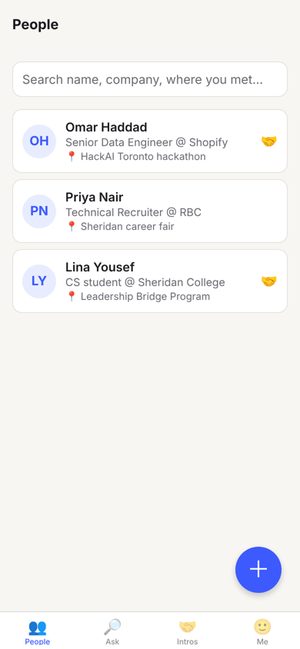 People
Search name, company, where you met...
OH
Omar Haddad
Senior Data Engineer @ Shopify
📍 HackAI Toronto hackathon
🤝
PN
Priya Nair
Technical Recruiter @ RBC
📍 Sheridan career fair
LY
Lina Yousef
CS student @ Sheridan College
📍 Leadership Bridge Program
🤝
+
People
Ask
Intros
Me